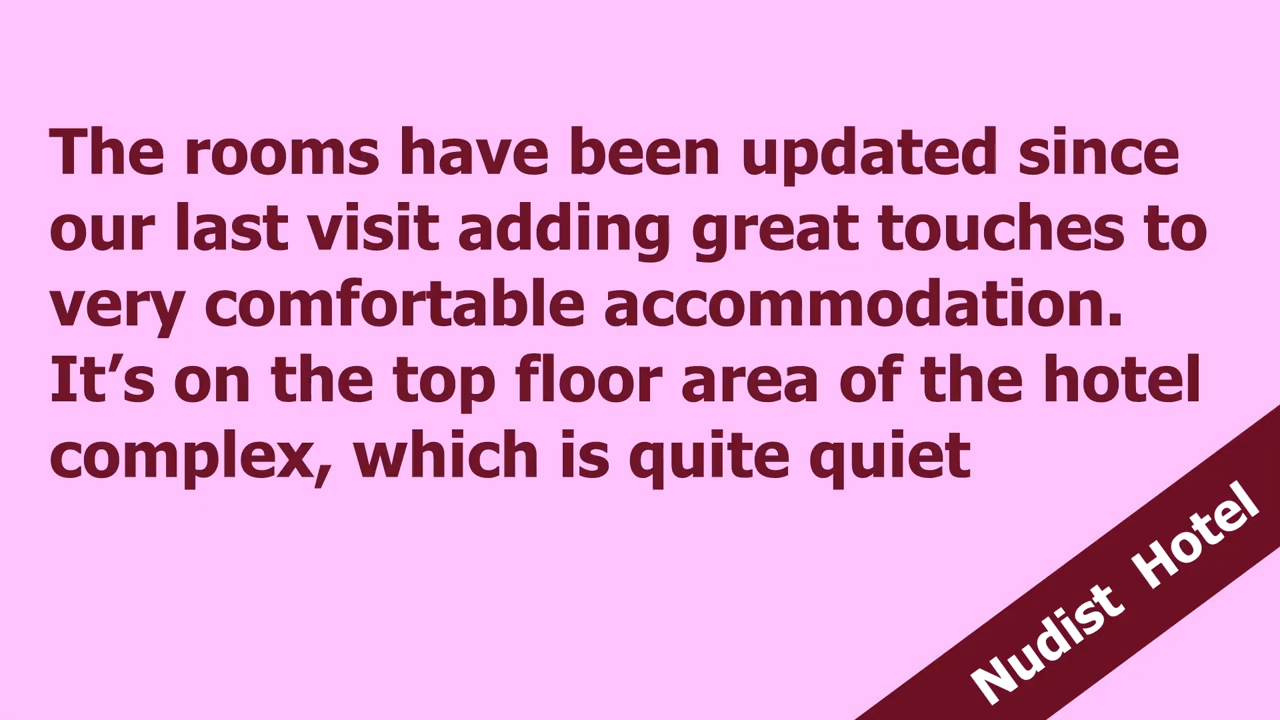 The rooms have been updated since
our last visit adding great touches to
very comfortable accommodation.
It’s on the top floor area of the hotel
complex, which is quite quiet
Nudist Hotel